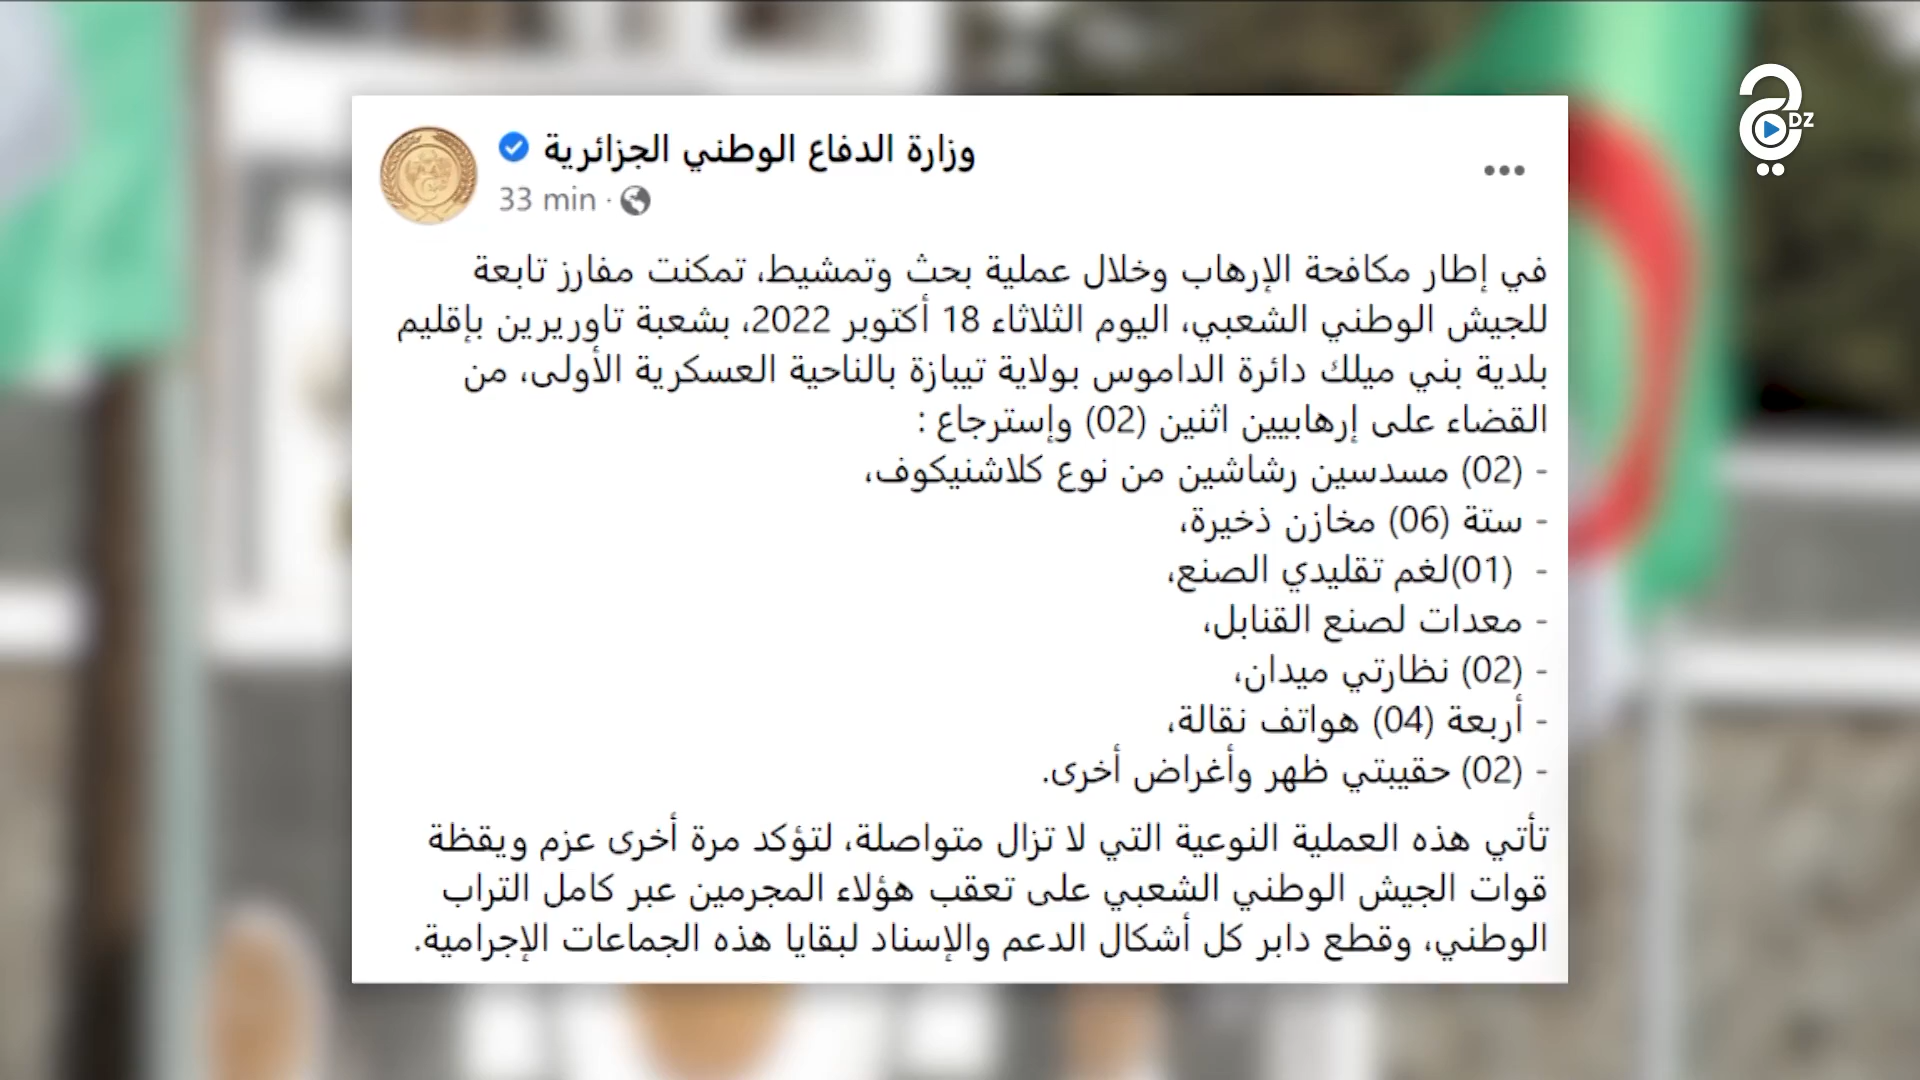 وزارة الدفاع الوطني الجزائرية
33 min ·
DZ
في إطار مكافحة الإرهاب وخلال عملية بحث وتمشيط، تمكنت مفارز تابعة
للجيش الوطني الشعبي، اليوم الثلاثاء 18 أكتوبر 2022، بشعبة تاوريرين بإقليم
بلدية بني ميلك دائرة الداموس بولاية تيبازة بالناحية العسكرية الأولى، من
القضاء على إرهابيين اثنين (02) وإسترجاع :
- (02) مسدسين رشاشين من نوع كلاشنيكوف،
- ستة (06) مخازن ذخيرة،
- (01)لغم تقليدي الصنع،
- معدات لصنع القنابل،
- (02) نظارتي ميدان،
- أربعة (04) هواتف نقالة،
- (02) حقيبتي ظهر وأغراض أخرى.
تأتي هذه العملية النوعية التي لا تزال متواصلة، لتؤكد مرة أخرى عزم ويقظة
قوات الجيش الوطني الشعبي على تعقب هؤلاء المجرمين عبر كامل التراب
الوطني، وقطع دابر كل أشكال الدعم والإسناد لبقايا هذه الجماعات الإجرامية.